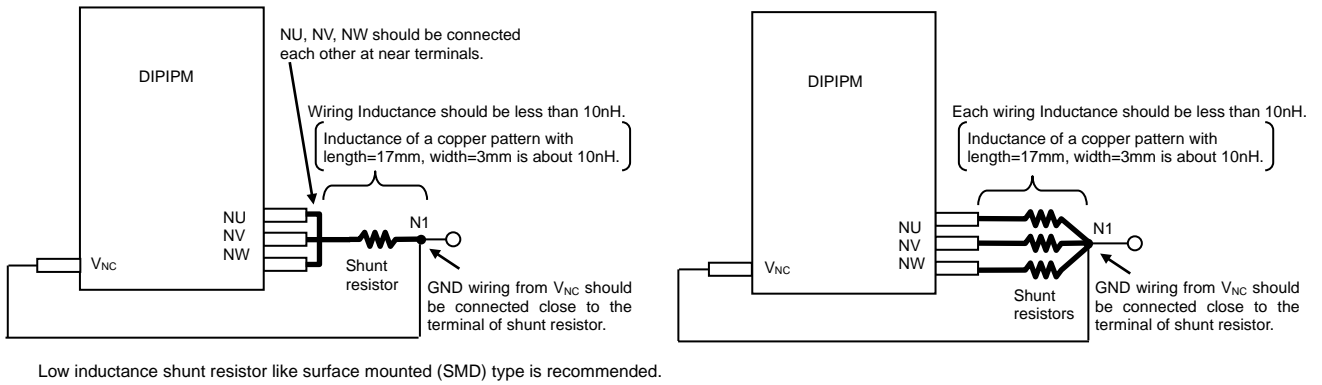 NU, NV, NW should be connected
each other at near terminals.
DIPIPM
Wiring Inductance should be less than 10nH.
Inductance of a copper pattern with
length=17mm, width=3mm is about 10nH.
NU
NV
NW
N1
VNC
Shunt
resistor
GND wiring from VNC should
be connected close to the
terminal of shunt resistor.
DIPIPM
Each wiring Inductance should be less than 10nH.
Inductance of a copper pattern with
length=17mm, width=3mm is about 10nH.
NU
NV
NW
N1
VNC
Shunt
resistors
GND wiring from VNC should
be connected close to the
terminal of shunt resistor.
Low inductance shunt resistor like surface mounted (SMD) type is recommended.